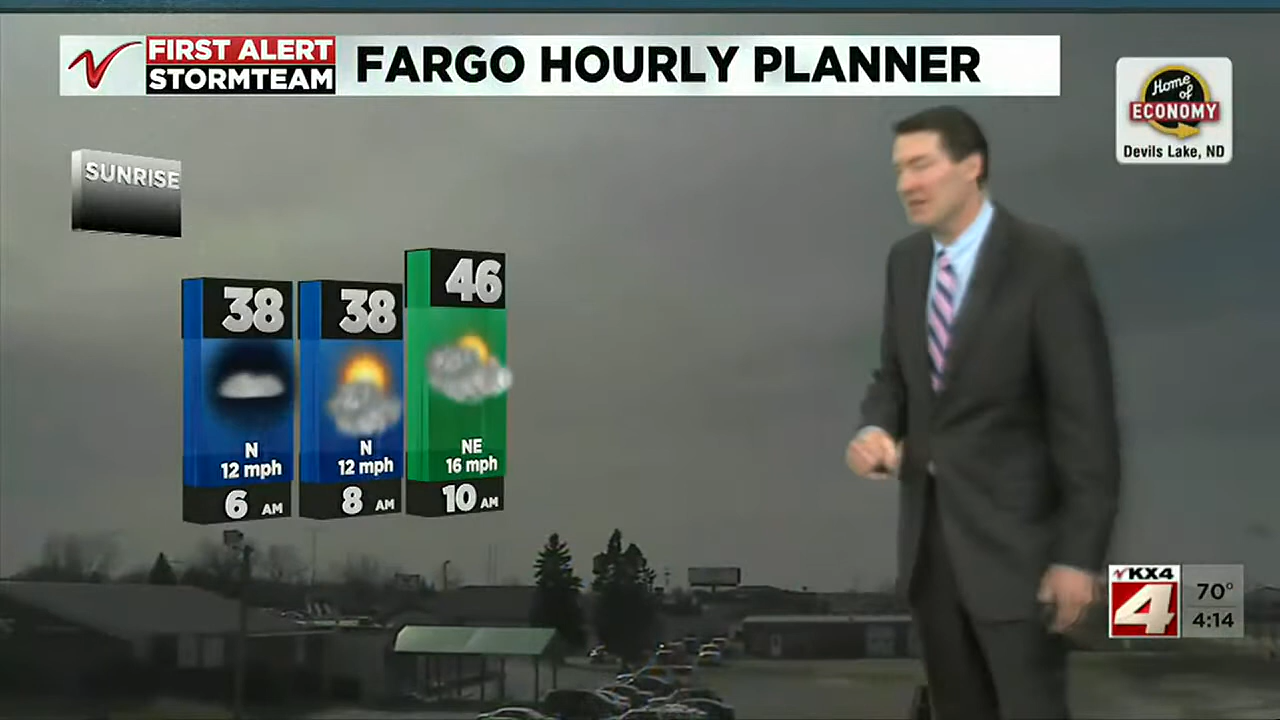 FIRST ALERT
STORMTEAM
FARGO HOURLY PLANNER
Home
of
ECONOMY
Devils Lake, ND
SUNRISE
38
38
46
N
12 mph
N
12 mph
NE
16 mph
6 AM
8 AM
10 AM
KX4
4
70°
4:14